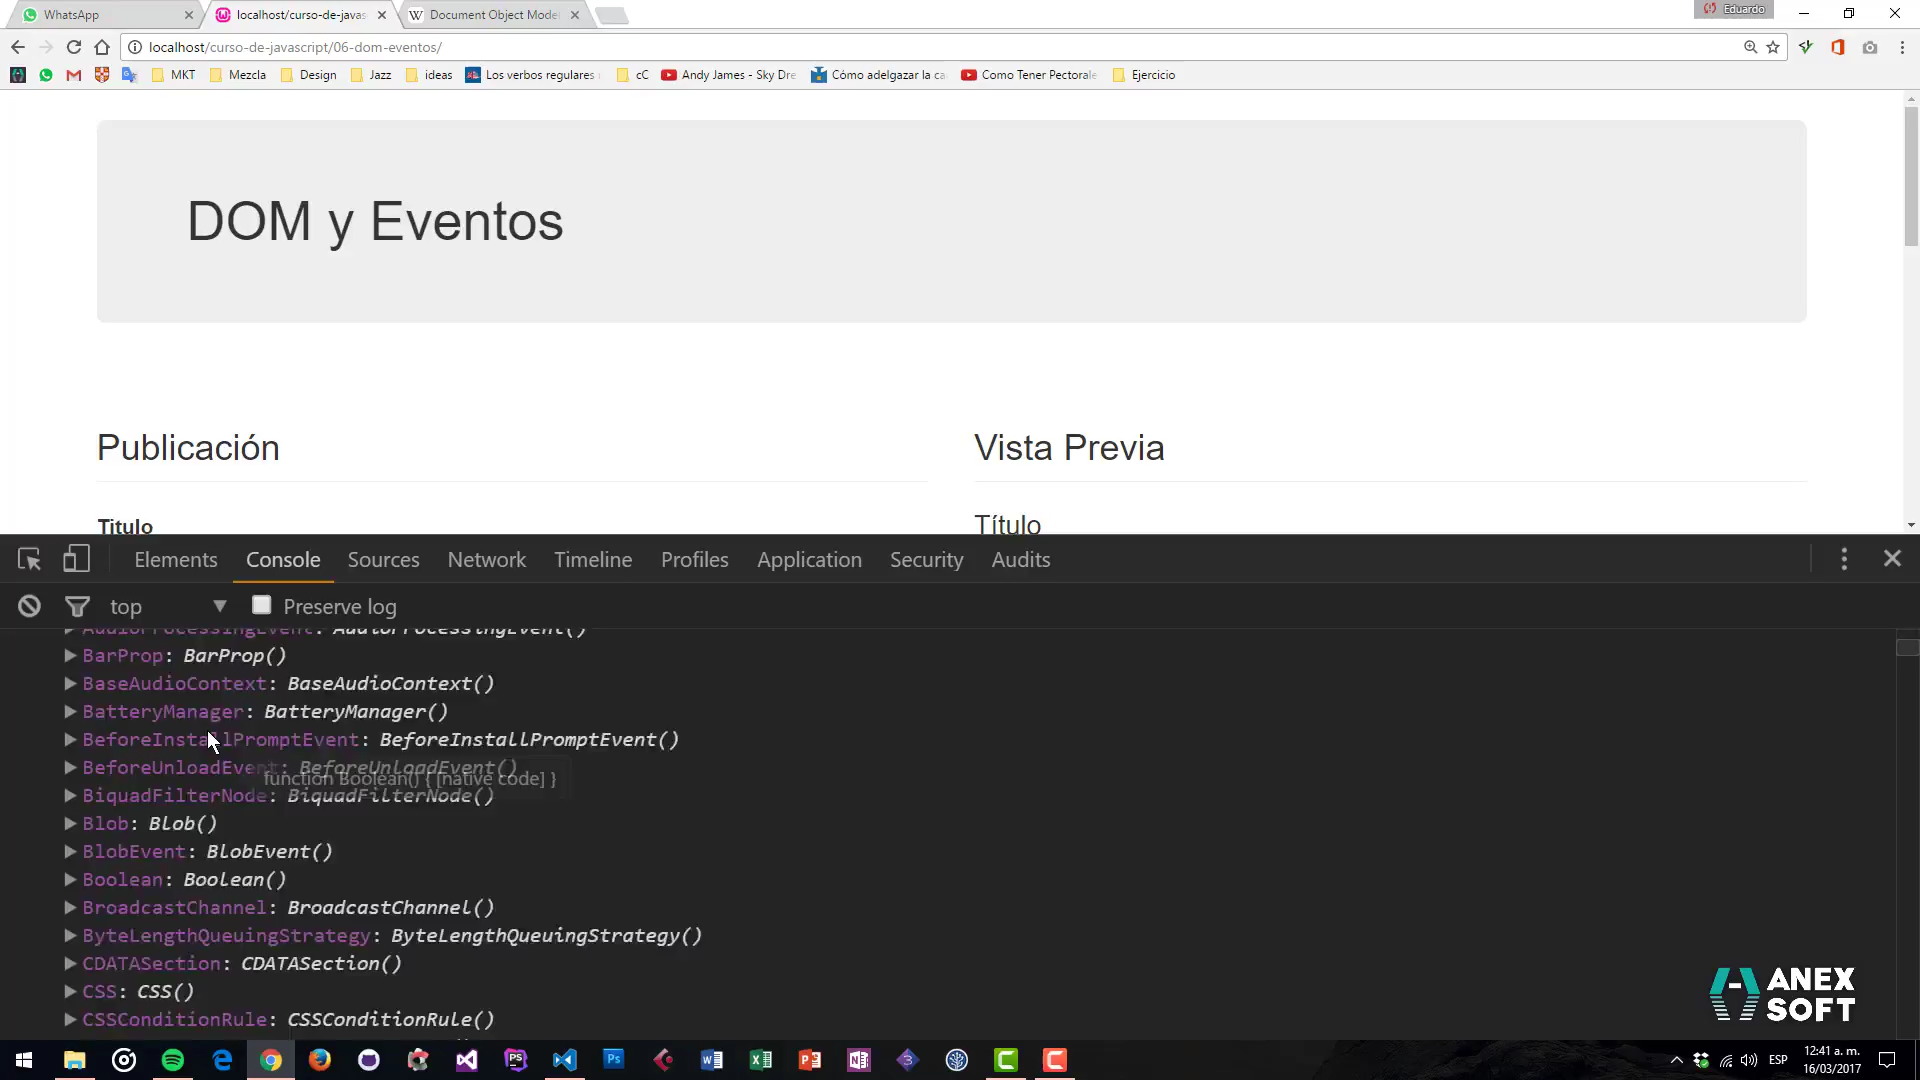 WhatsApp
localhost/curso-de-javas
Document Object Model
Eduardo
localhost/curso-de-javascript/06-dom-eventos/
MKT
Mezcla
Design
Jazz
ideas
Los verbos regulares
cC
Andy James - Sky Dre
Cómo adelgazar la ca
Como Tener Pectorale
Ejercicio
DOM y Eventos
Publicación
Vista Previa
Titulo
Título
Elements Console Sources Network Timeline Profiles Application Security Audits
top
Preserve log
AudioProcessingEvent: AudioProcessingEvent()
BarProp: BarProp()
BaseAudioContext: BaseAudioContext()
BatteryManager: BatteryManager()
BeforeInstallPromptEvent: BeforeInstallPromptEvent()
BeforeUnloadEvent: BeforeUnloadEvent()
function Boolean() { [native code] }
BiquadFilterNode: BiquadFilterNode()
Blob: Blob()
BlobEvent: BlobEvent()
Boolean: Boolean()
BroadcastChannel: BroadcastChannel()
ByteLengthQueuingStrategy: ByteLengthQueuingStrategy()
CDATASection: CDATASection()
CSS: CSS()
CSSConditionRule: CSSConditionRule()
ANEX
SOFT
ESP
12:41 a. m.
16/03/2017